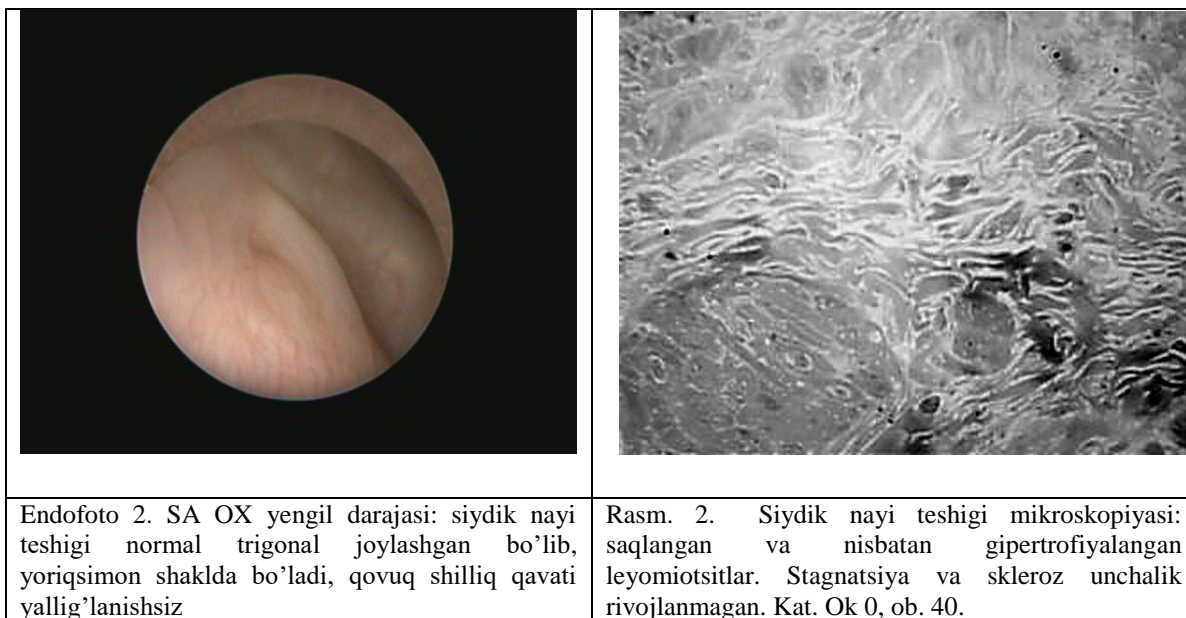 Endofoto 2. SA OX yengil darajasi: siydik nayi
teshigi normal trigonal joylashgan bo’lib,
yoriqsimon shaklda bo’ladi, qovuq shilliq qavati
yallig’lanishsiz
Rasm. 2. Siydik nayi teshigi mikroskopiyasi:
saqlangan va nisbatan gipertrofiyalangan
leyomiotsitlar. Stagnatsiya va skleroz unchalik
rivojlanmagan. Kat. Ok 0, ob. 40.